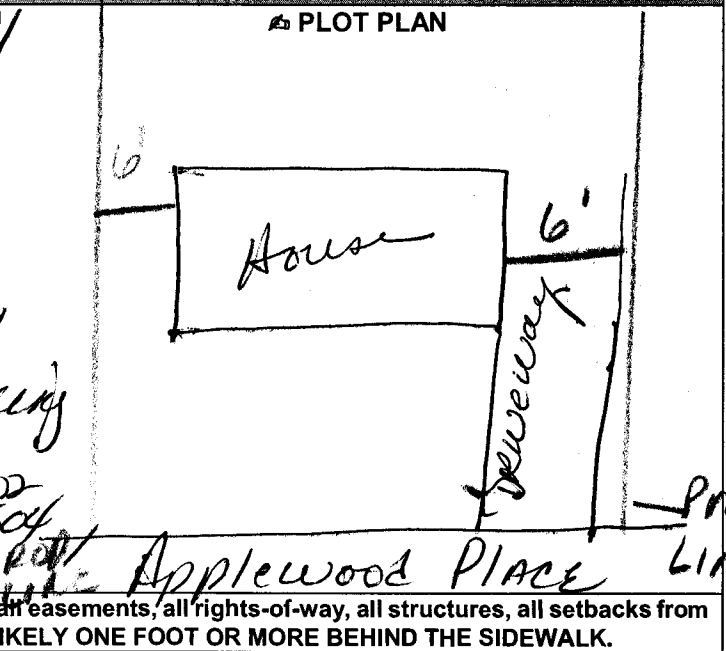 PLOT PLAN
6'
6'
House
Driveway
Applewood PLACE
all easements, all rights-of-way, all structures, all setbacks from
IKELY ONE FOOT OR MORE BEHIND THE SIDEWALK.